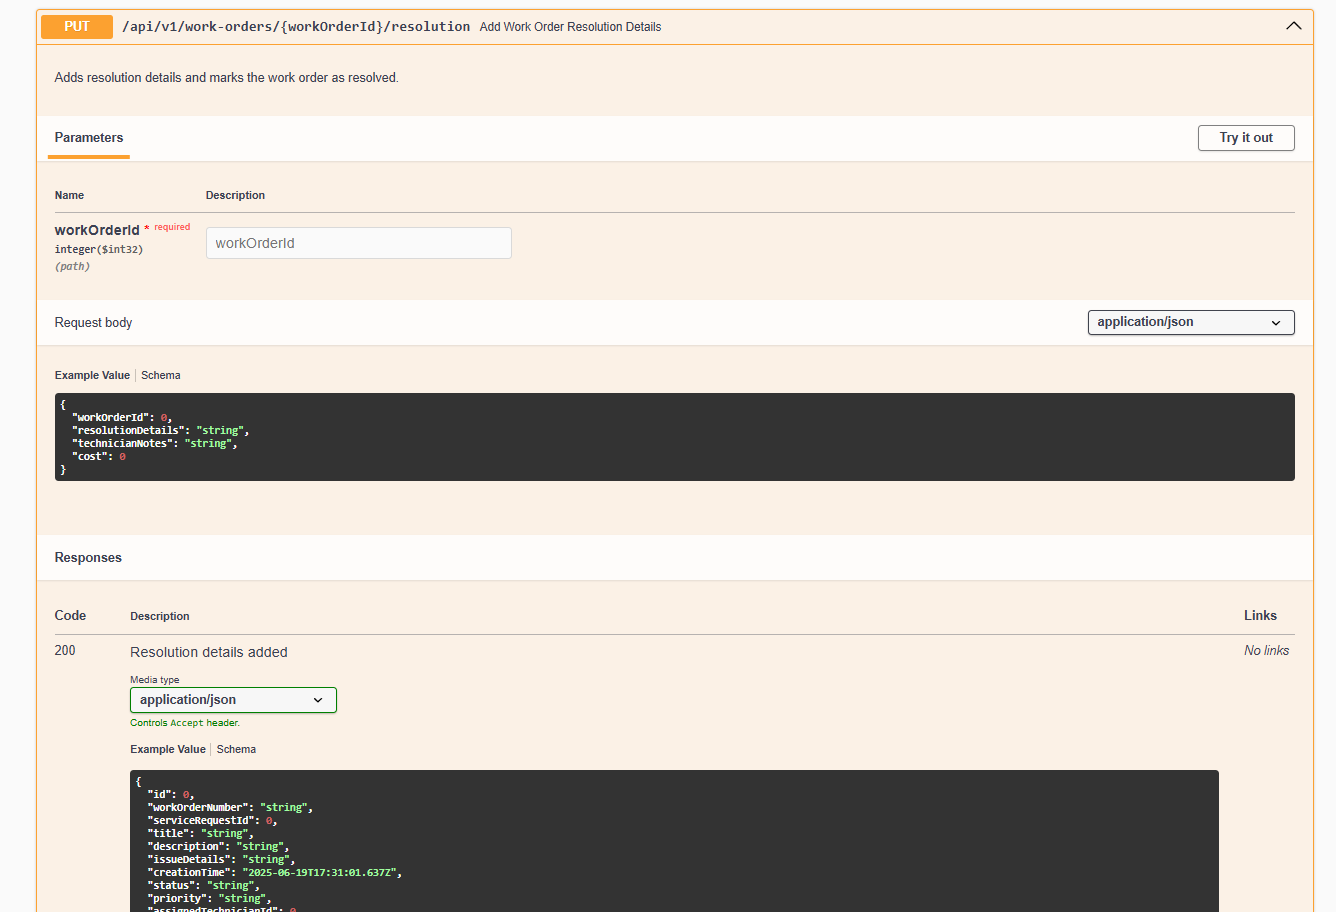 PUT /api/v1/work-orders/{workOrderId}/resolution Add Work Order Resolution Details
Adds resolution details and marks the work order as resolved.
Parameters
Try it out
Name Description
workOrderId * required
integer($int32)
(path)
workOrderId
Request body
application/json
Example Value | Schema
{
"workOrderId": 0,
"resolutionDetails": "string",
"technicianNotes": "string",
"cost": 0
}
Responses
Code Description Links
200 Resolution details added No links
Media type
application/json
Controls Accept header.
Example Value | Schema
{
"id": 0,
"workOrderNumber": "string",
"serviceRequestId": 0,
"title": "string",
"description": "string",
"issueDetails": "string",
"creationTime": "2025-06-19T17:31:01.637Z",
"status": "string",
"priority": "string",
"assignedTechnicianId": 0